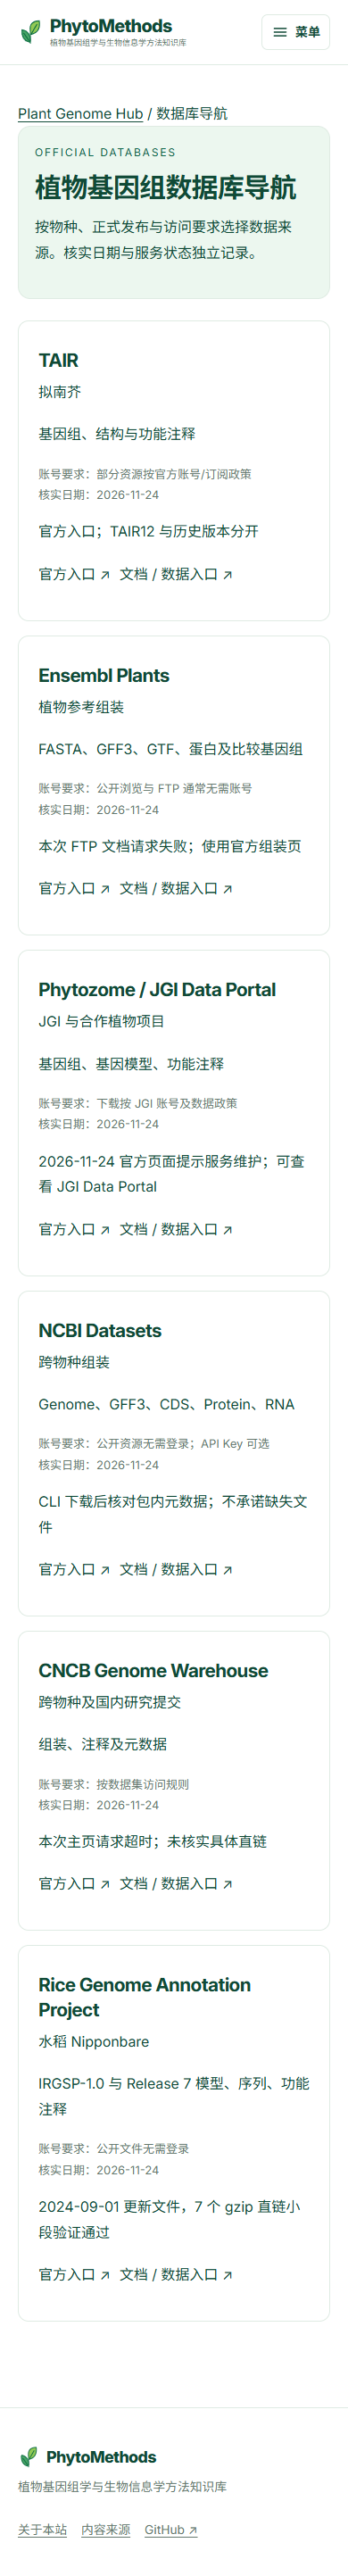 PhytoMethods
植物基因组学与生物信息学方法知识库
菜单
Plant Genome Hub / 数据库导航
OFFICIAL DATABASES
植物基因组数据库导航
按物种、正式发布与访问要求选择数据来
源。核实日期与服务状态独立记录。
TAIR
拟南芥
基因组、结构与功能注释
账号要求：部分资源按官方账号/订阅政策
核实日期：2026-11-24
官方入口；TAIR12 与历史版本分开
官方入口 ↗ 文档 / 数据入口 ↗
Ensembl Plants
植物参考组装
FASTA、GFF3、GTF、蛋白及比较基因组
账号要求：公开浏览与 FTP 通常无需账号
核实日期：2026-11-24
本次 FTP 文档请求失败；使用官方组装页
官方入口 ↗ 文档 / 数据入口 ↗
Phytozome / JGI Data Portal
JGI 与合作植物项目
基因组、基因模型、功能注释
账号要求：下载按 JGI 账号及数据政策
核实日期：2026-11-24
2026-11-24 官方页面提示服务维护；可查
看 JGI Data Portal
官方入口 ↗ 文档 / 数据入口 ↗
NCBI Datasets
跨物种组装
Genome、GFF3、CDS、Protein、RNA
账号要求：公开资源无需登录；API Key 可选
核实日期：2026-11-24
CLI 下载后核对包内元数据；不承诺缺失文
件
官方入口 ↗ 文档 / 数据入口 ↗
CNCB Genome Warehouse
跨物种及国内研究提交
组装、注释及元数据
账号要求：按数据集访问规则
核实日期：2026-11-24
本次主页请求超时；未核实具体直链
官方入口 ↗ 文档 / 数据入口 ↗
Rice Genome Annotation
Project
水稻 Nipponbare
IRGSP-1.0 与 Release 7 模型、序列、功能
注释
账号要求：公开文件无需登录
核实日期：2026-11-24
2024-09-01 更新文件，7 个 gzip 直链小
段验证通过
官方入口 ↗ 文档 / 数据入口 ↗
PhytoMethods
植物基因组学与生物信息学方法知识库
关于本站 内容来源 GitHub ↗